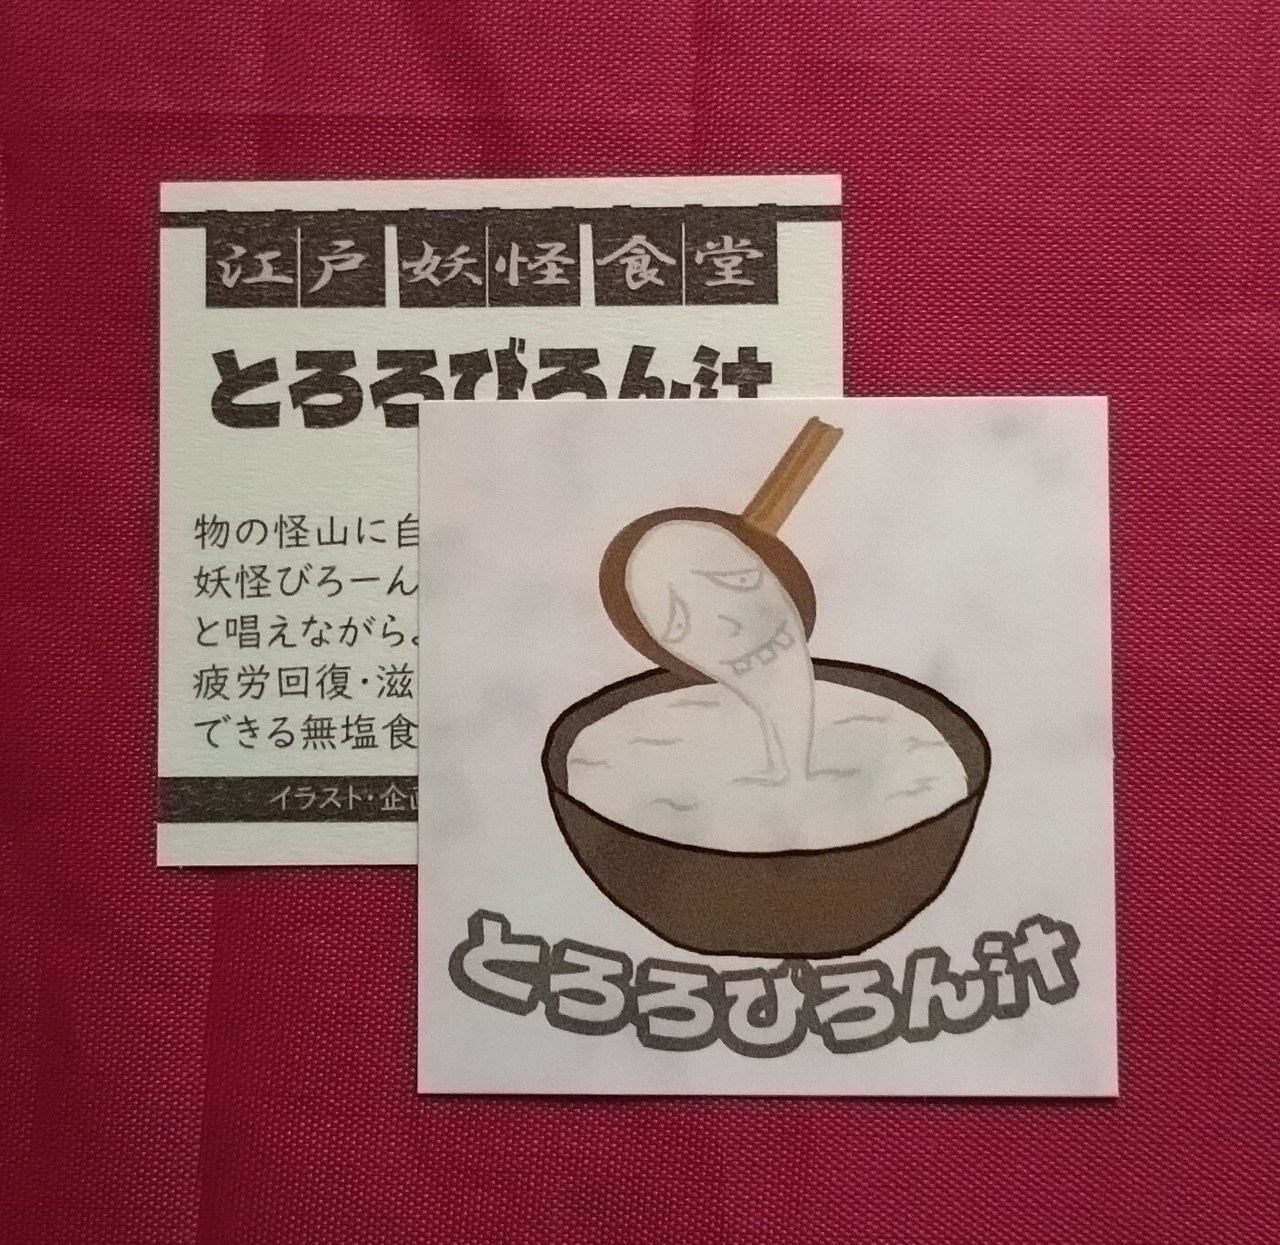 江戸妖怪食堂
とろろびろん汁
物の怪山に自
妖怪びろーん
と唱えながら
疲労回復・滋
できる無塩食
イラスト・企画
とろろびろん汁